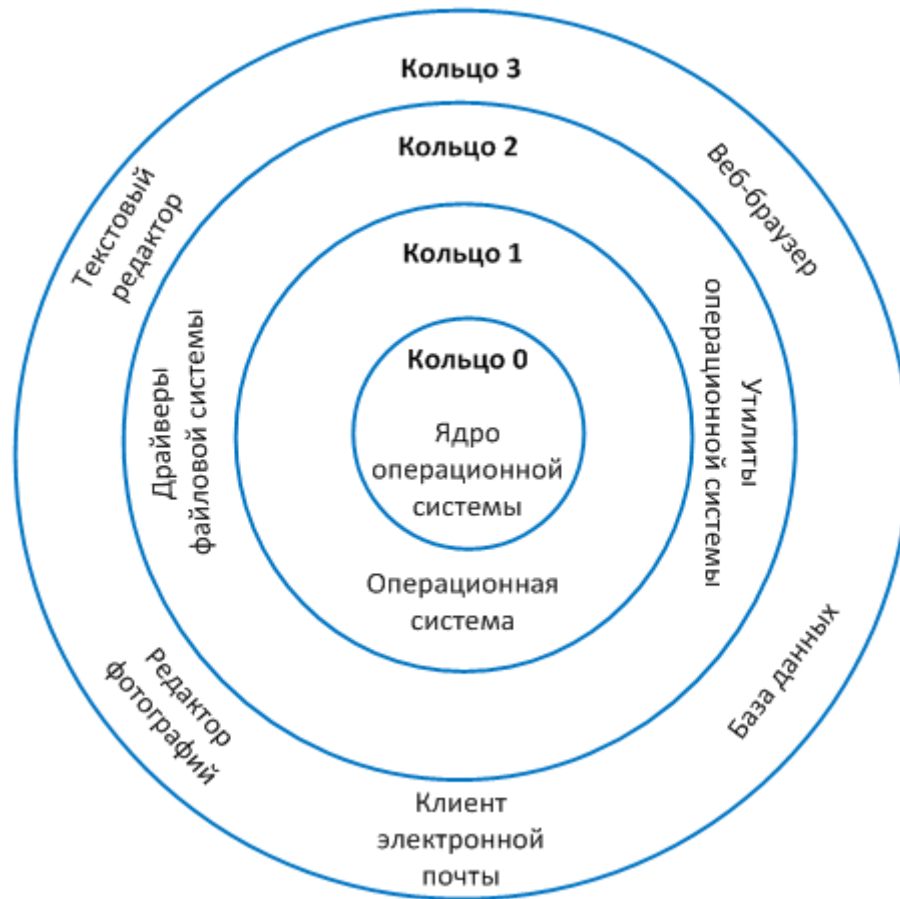 Кольцо 3
Кольцо 2
Кольцо 1
Кольцо 0
Ядро
операционной
системы
Операционная
система
Драйверы
файловой системы
Утилиты
операционной системы
Текстовый
редактор
Веб-браузер
Редактор
фотографий
База данных
Клиент
электронной
почты